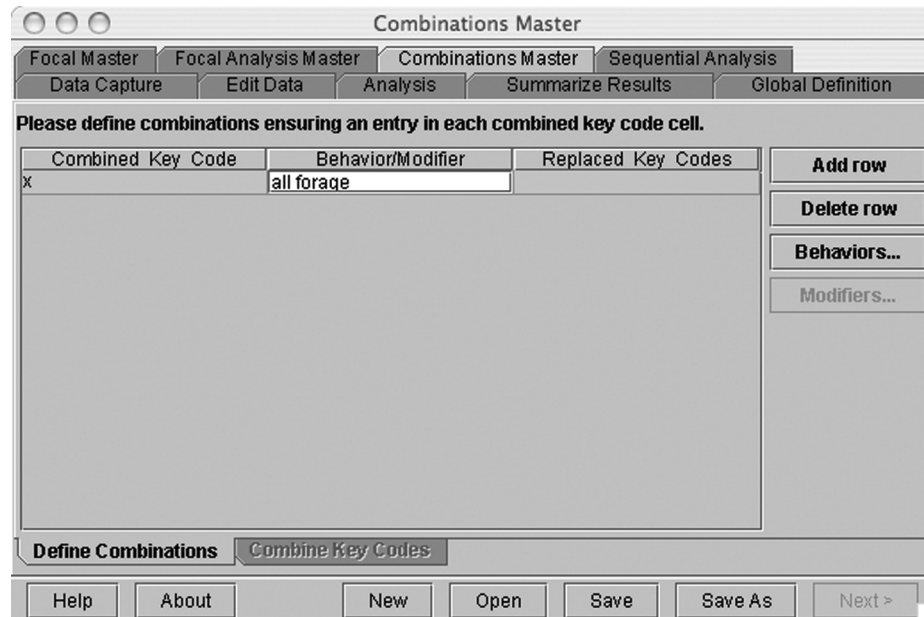 Combinations Master
Focal Master Focal Analysis Master Combinations Master Sequential Analysis
Data Capture Edit Data Analysis Summarize Results Global Definition
Please define combinations ensuring an entry in each combined key code cell.
Combined Key Code Behavior/Modifier Replaced Key Codes
x all forage
Add row
Delete row
Behaviors...
Modifiers...
Define Combinations Combine Key Codes
Help About New Open Save Save As Next >